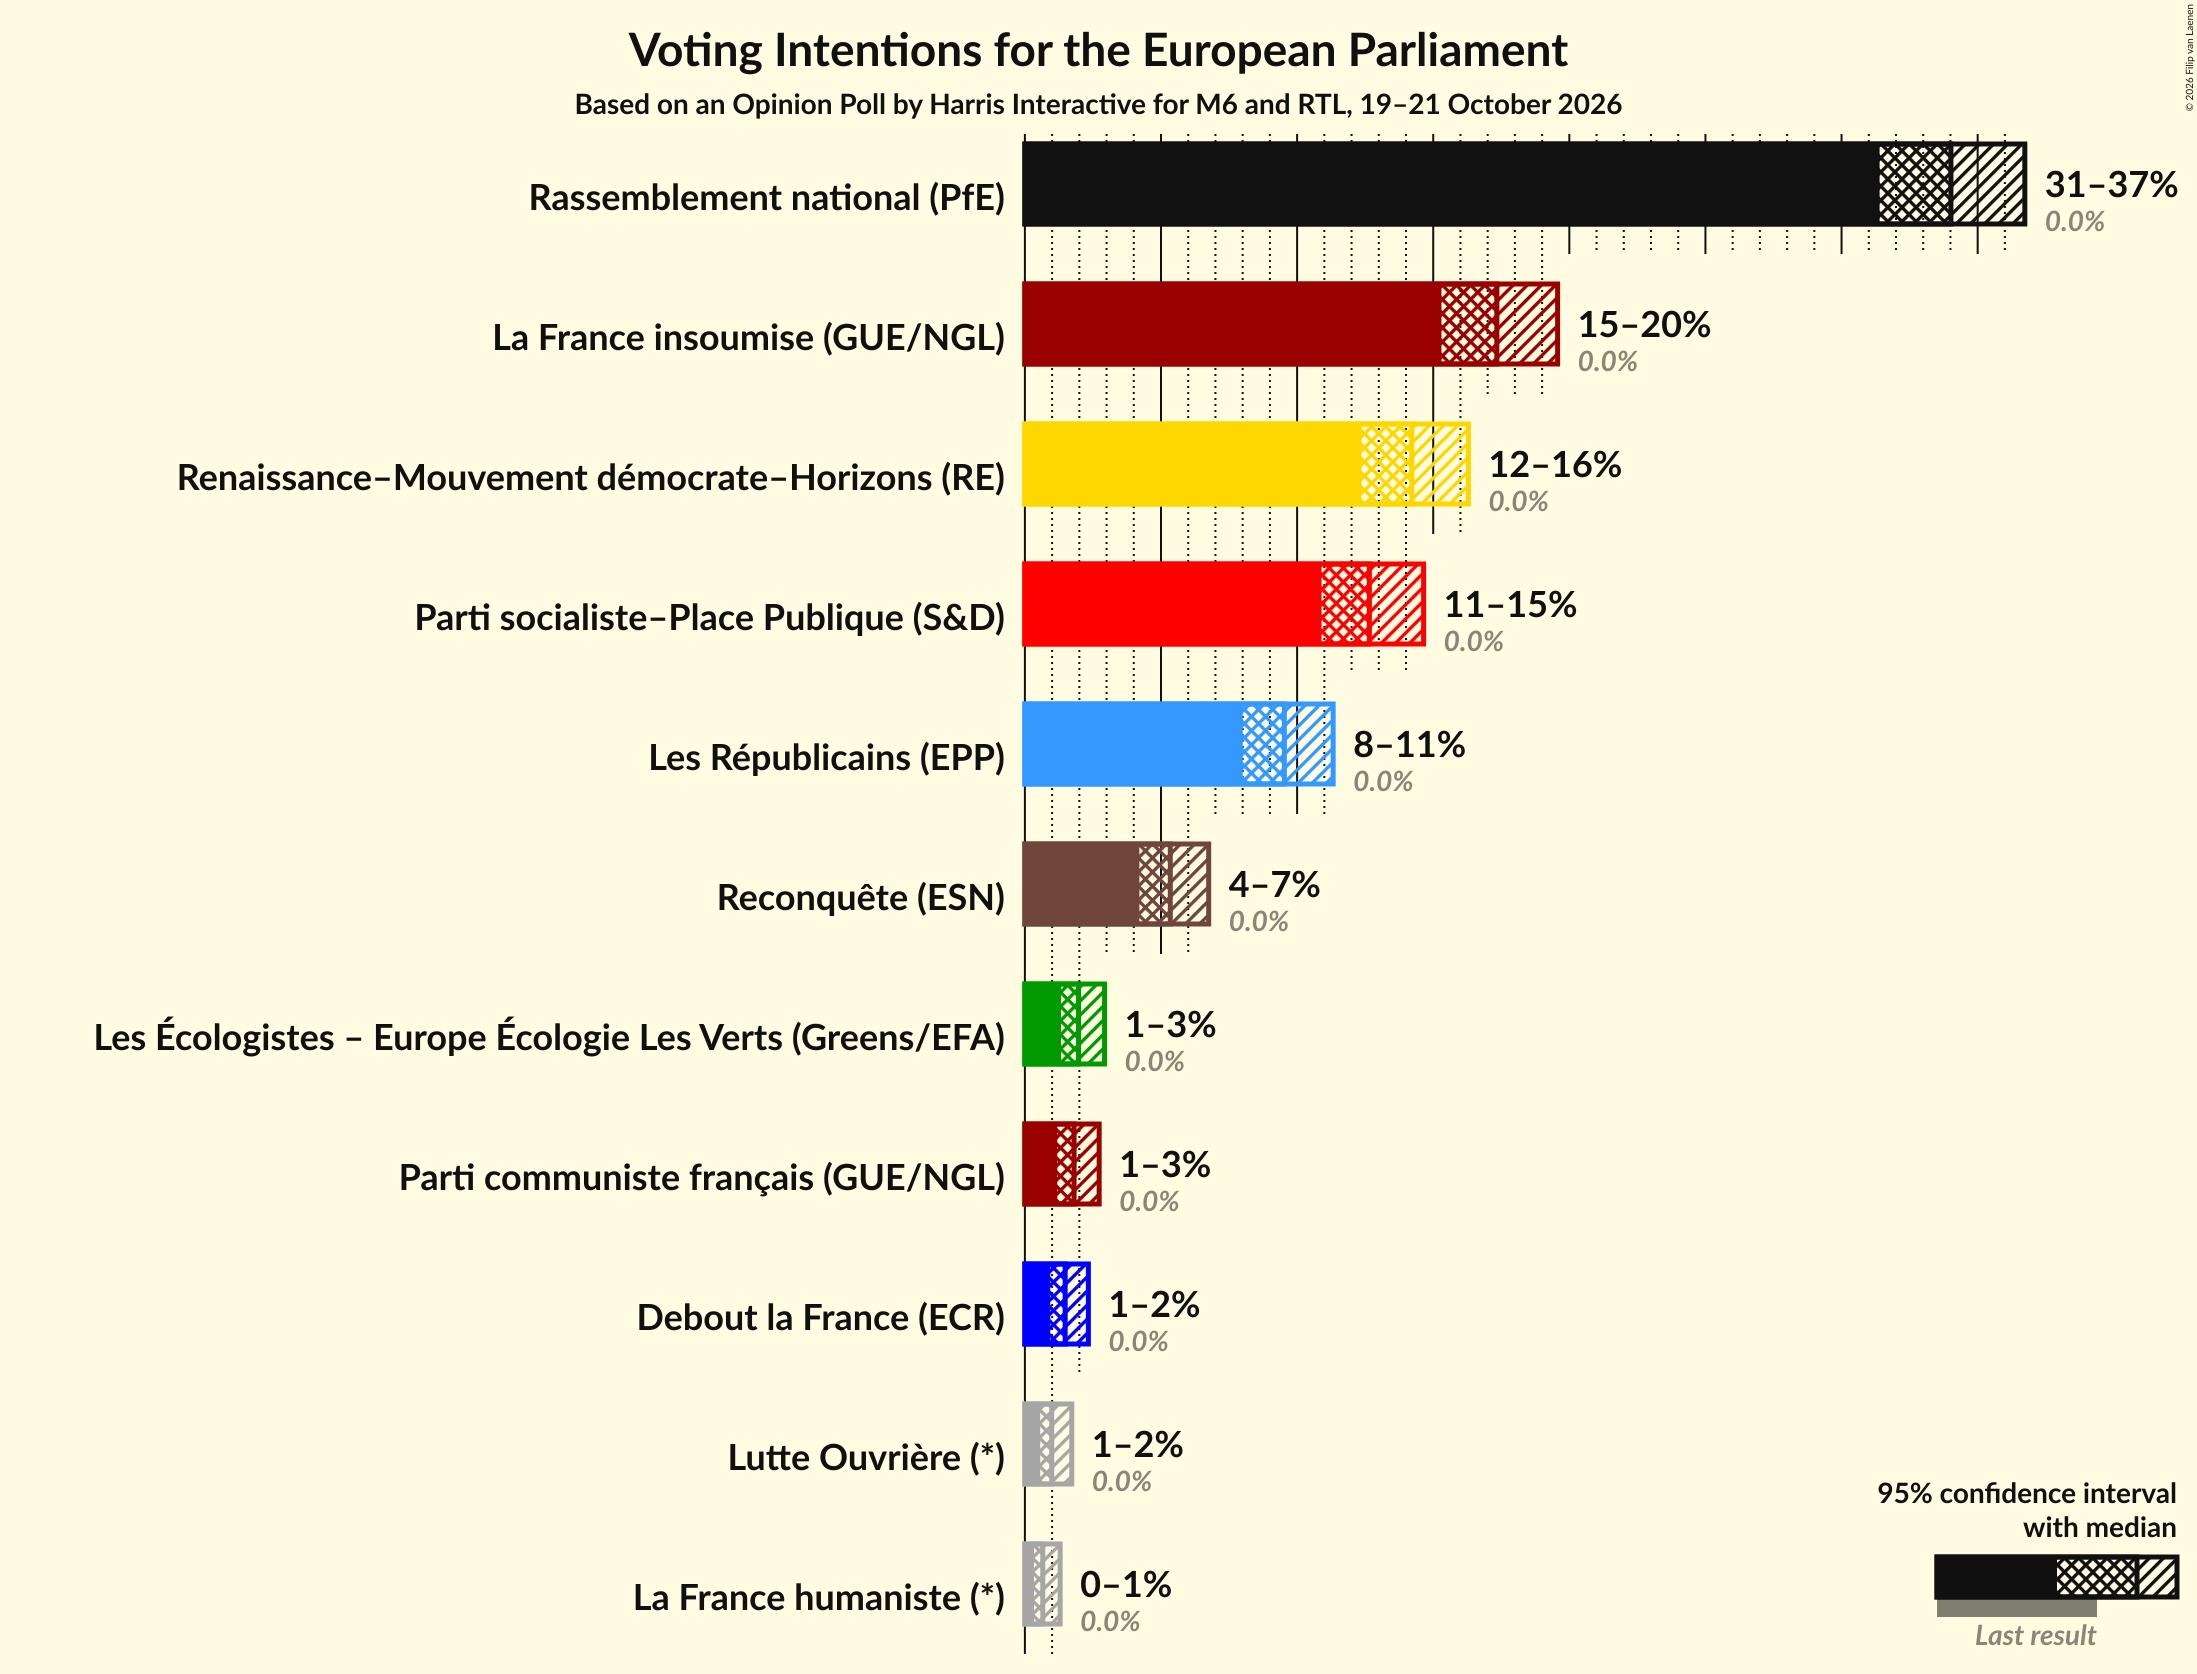 Voting Intentions for the European Parliament
Based on an Opinion Poll by Harris Interactive for M6 and RTL, 19–21 October 2026
© 2026 Filip van Laenen
Rassemblement national (PfE)
31–37%
0.0%
La France insoumise (GUE/NGL)
15–20%
0.0%
Renaissance–Mouvement démocrate–Horizons (RE)
12–16%
0.0%
Parti socialiste–Place Publique (S&D)
11–15%
0.0%
Les Républicains (EPP)
8–11%
0.0%
Reconquête (ESN)
4–7%
0.0%
Les Écologistes – Europe Écologie Les Verts (Greens/EFA)
1–3%
0.0%
Parti communiste français (GUE/NGL)
1–3%
0.0%
Debout la France (ECR)
1–2%
0.0%
Lutte Ouvrière (*)
1–2%
0.0%
La France humaniste (*)
0–1%
0.0%
95% confidence interval
with median
Last result